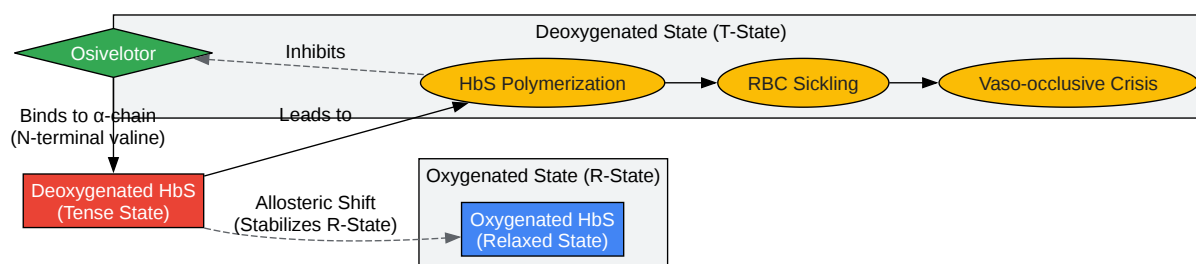 Deoxygenated State (T-State)
Osivelotor
Inhibits
HbS Polymerization
RBC Sickling
Vaso-occlusive Crisis
Binds to α-chain
(N-terminal valine)
Leads to
Deoxygenated HbS
(Tense State)
Allosteric Shift
(Stabilizes R-State)
Oxygenated State (R-State)
Oxygenated HbS
(Relaxed State)